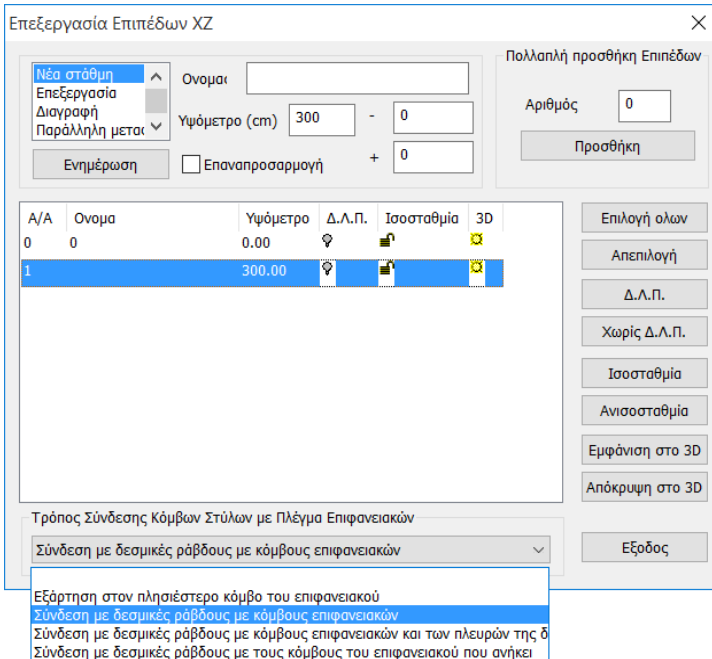 Επεξεργασία Επιπέδων XZ
Νέα στάθμη
Επεξεργασία
Διαγραφή
Παράλληλη μετα
Ονομα
Υψόμετρο (cm) 300 - 0
+ 0
Ενημέρωση
Επαναπροσαρμογή
Πολλαπλή προσθήκη Επιπέδων
Αριθμός 0
Προσθήκη
Α/Α Ονομα Υψόμετρο Δ.Λ.Π. Ισοσταθμία 3D
0 0 0.00
1 300.00
Επιλογή ολων
Απεπιλογή
Δ.Λ.Π.
Χωρίς Δ.Λ.Π.
Ισοσταθμία
Ανισοσταθμία
Εμφάνιση στο 3D
Απόκρυψη στο 3D
Τρόπος Σύνδεσης Κόμβων Στύλων με Πλέγμα Επιφανειακών
Σύνδεση με δεσμικές ράβδους με κόμβους επιφανειακών
Εξοδος
Εξάρτηση στον πλησιέστερο κόμβο του επιφανειακού
Σύνδεση με δεσμικές ράβδους με κόμβους επιφανειακών
Σύνδεση με δεσμικές ράβδους με κόμβους επιφανειακών και των πλευρών της δ
Σύνδεση με δεσμικές ράβδους με τους κόμβους του επιφανειακού που ανήκει